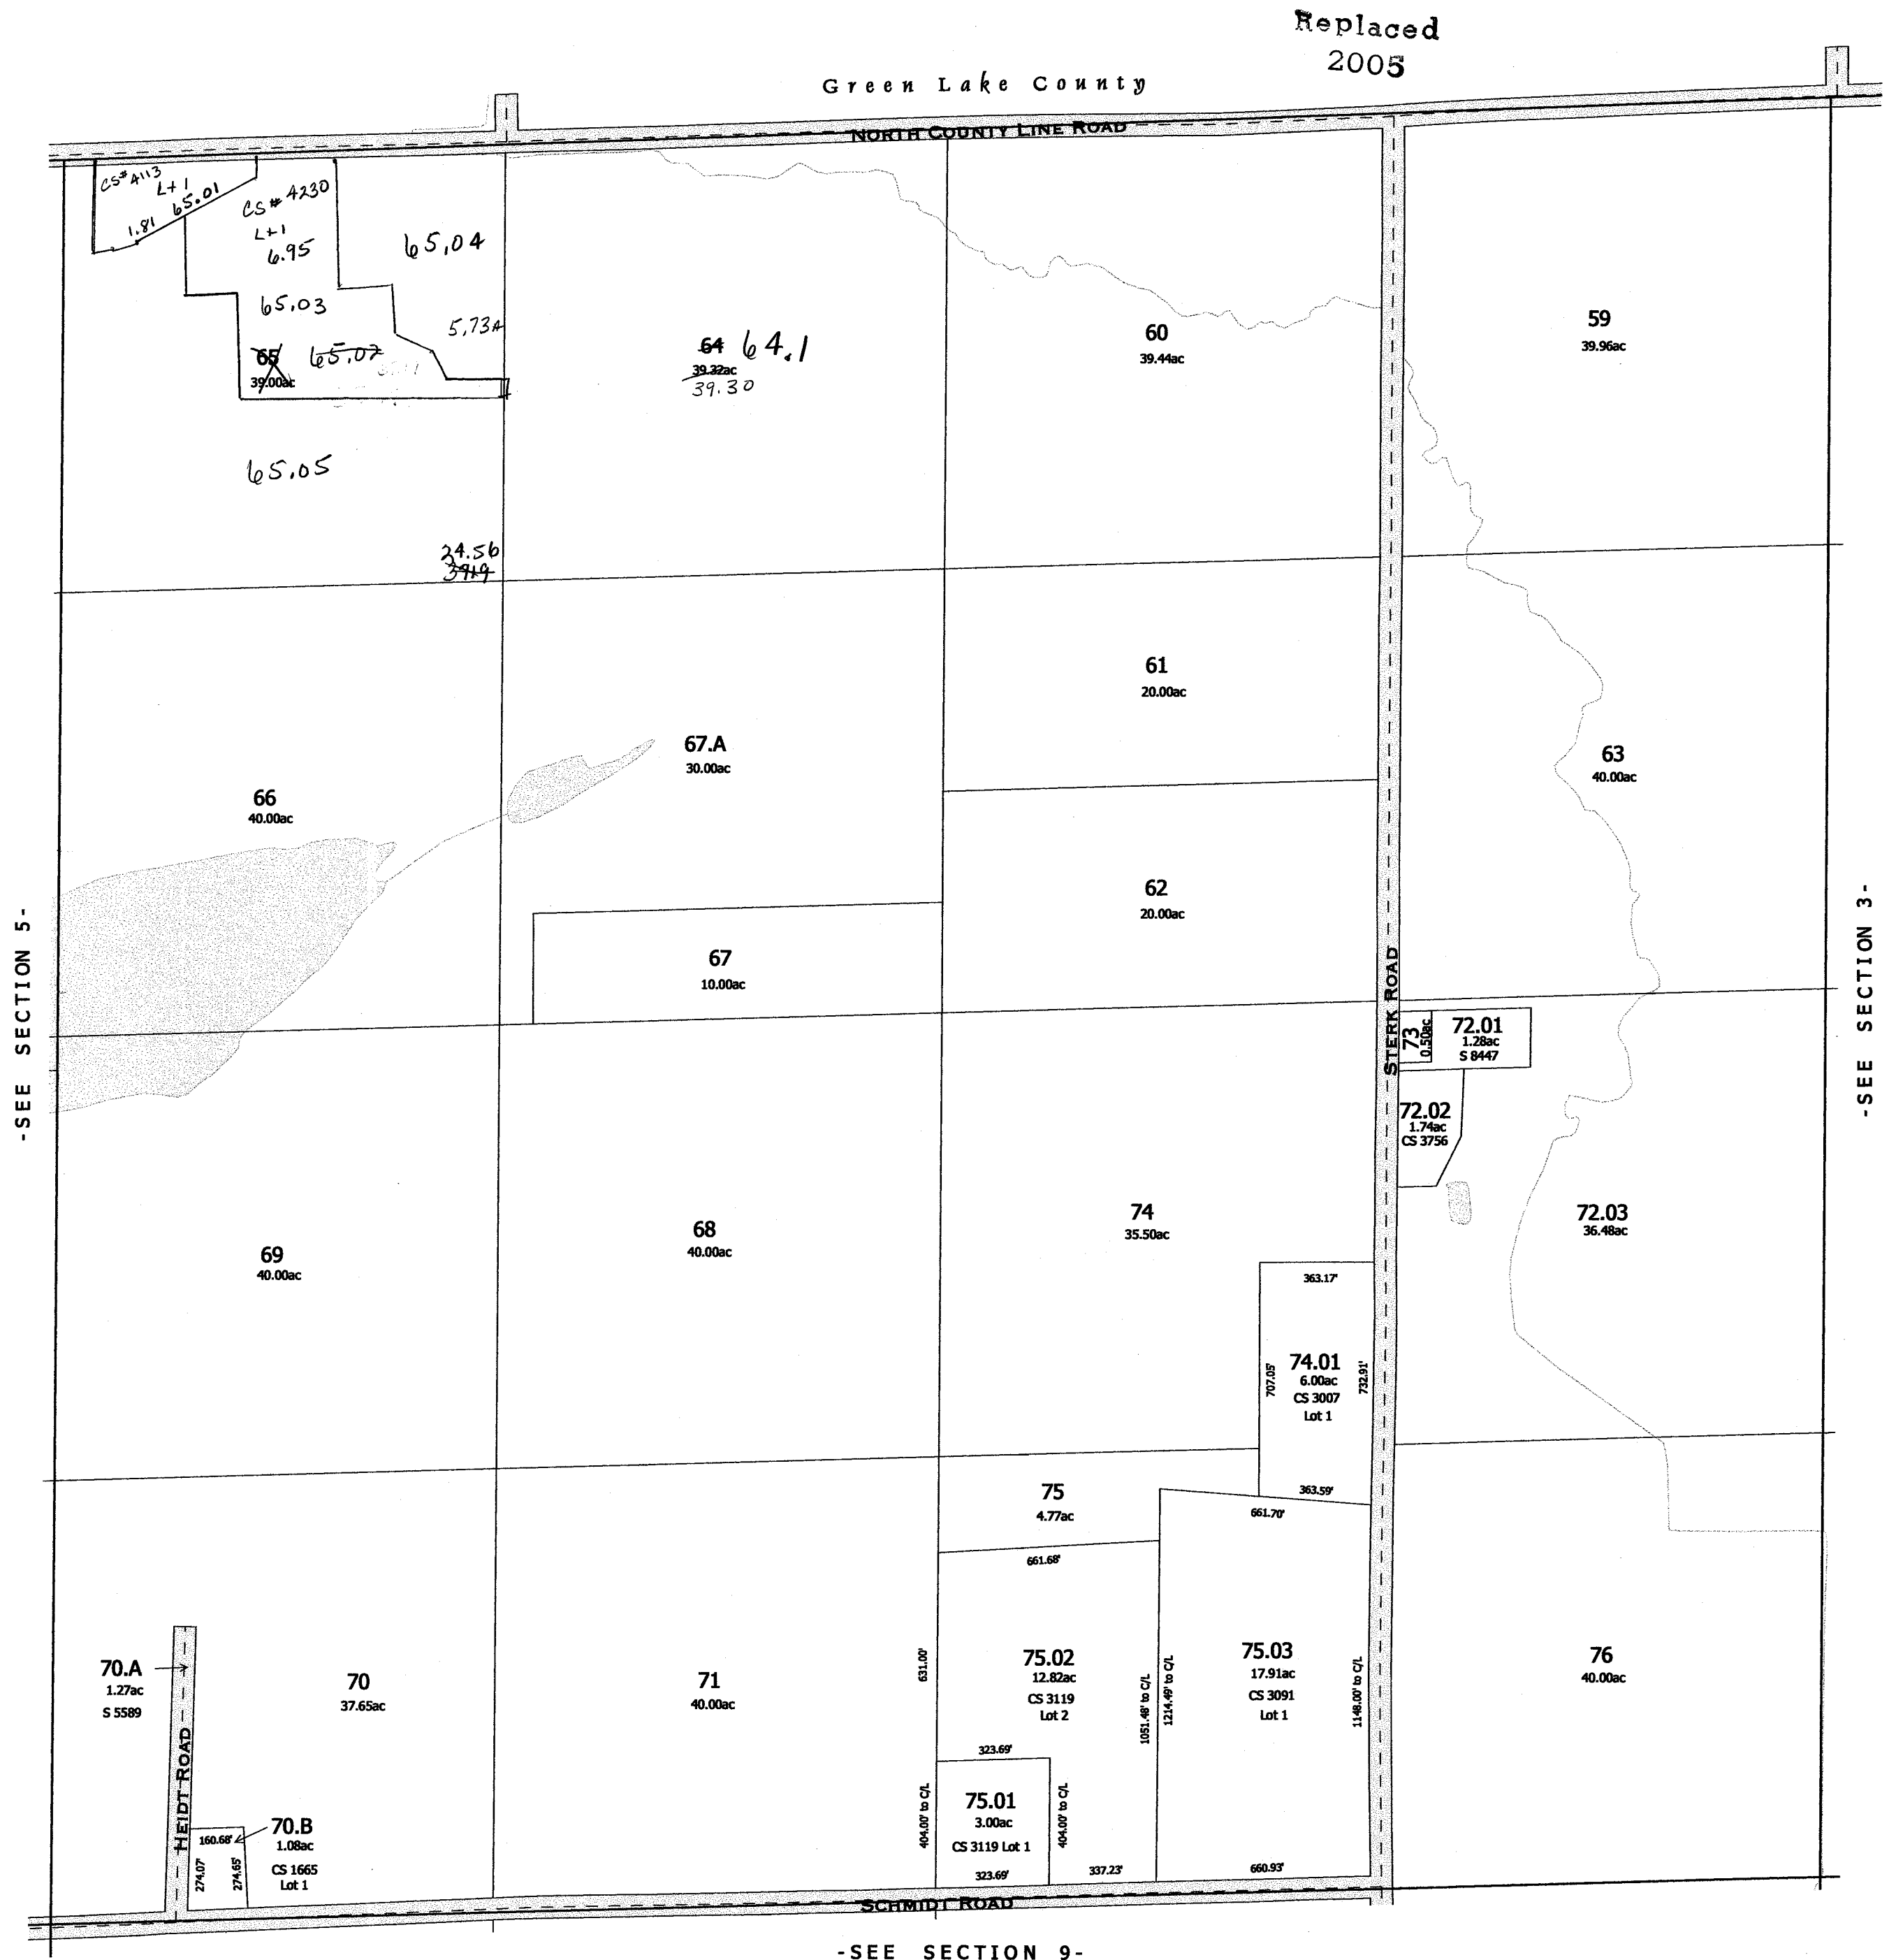 Replaced
2005
Green Lake County
NORTH COUNTY LINE ROAD
CS# 4113
L+1
65.01
1.81
CS # 4230
L+1
6.95
65.04
65.03
5.73A
65
65.02
39.00ac
64 64.1
39.32ac
39.30
60
39.44ac
59
39.96ac
65.05
24.56
61
20.00ac
67.A
30.00ac
63
40.00ac
66
40.00ac
62
20.00ac
67
10.00ac
-SEE SECTION 5-
-SEE SECTION 3-
STERK ROAD
73
0.50ac
72.01
1.28ac
S 8447
72.02
1.74ac
CS 3756
74
35.50ac
72.03
36.48ac
68
40.00ac
69
40.00ac
363.17'
707.05'
74.01
6.00ac
CS 3007
Lot 1
732.91'
363.59'
75
4.77ac
661.70'
661.68'
70.A
1.27ac
S 5589
70
37.65ac
71
40.00ac
631.00'
75.02
12.82ac
CS 3119
Lot 2
1051.48' to C/L
1214.49' to C/L
75.03
17.91ac
CS 3091
Lot 1
1148.00' to C/L
76
40.00ac
HEIDT ROAD
323.69'
404.00' to C/L
75.01
3.00ac
CS 3119 Lot 1
404.00' to C/L
323.69'
337.23'
660.93'
160.68'
70.B
1.08ac
CS 1665
Lot 1
274.07'
274.65'
SCHMIDT ROAD
-SEE SECTION 9-